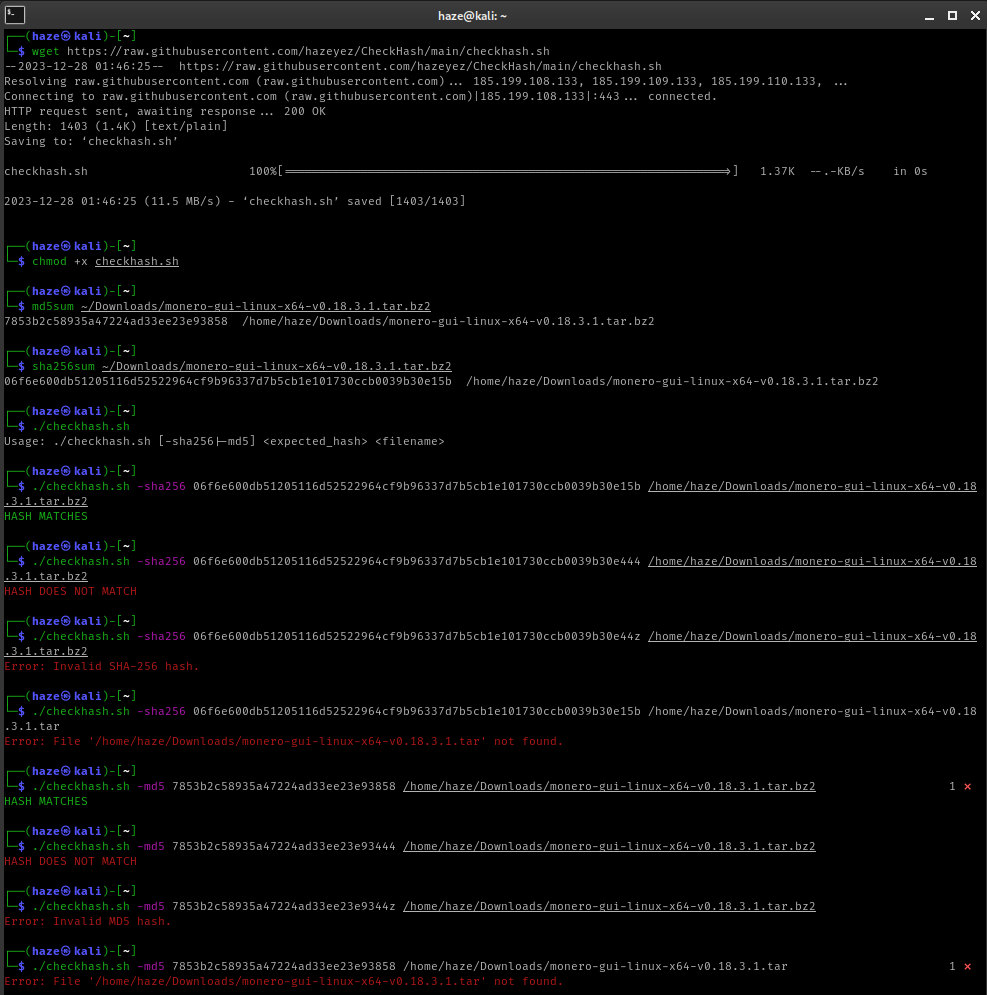 haze@kali: ~
┌──(haze㉿kali)-[~]
└─$ wget https://raw.githubusercontent.com/hazeyez/CheckHash/main/checkhash.sh
--2023-12-28 01:46:25--  https://raw.githubusercontent.com/hazeyez/CheckHash/main/checkhash.sh
Resolving raw.githubusercontent.com (raw.githubusercontent.com)... 185.199.108.133, 185.199.109.133, 185.199.110.133, ...
Connecting to raw.githubusercontent.com (raw.githubusercontent.com)|185.199.108.133|:443... connected.
HTTP request sent, awaiting response... 200 OK
Length: 1403 (1.4K) [text/plain]
Saving to: ‘checkhash.sh’
checkhash.sh 100%[===================>] 1.37K --.-KB/s in 0s
2023-12-28 01:46:25 (11.5 MB/s) - ‘checkhash.sh’ saved [1403/1403]
┌──(haze㉿kali)-[~]
└─$ chmod +x checkhash.sh
┌──(haze㉿kali)-[~]
└─$ md5sum ~/Downloads/monero-gui-linux-x64-v0.18.3.1.tar.bz2
7853b2c58935a47224ad33ee23e93858  /home/haze/Downloads/monero-gui-linux-x64-v0.18.3.1.tar.bz2
┌──(haze㉿kali)-[~]
└─$ sha256sum ~/Downloads/monero-gui-linux-x64-v0.18.3.1.tar.bz2
06f6e600db51205116d52522964cf9b96337d7b5cb1e101730ccb0039b30e15b  /home/haze/Downloads/monero-gui-linux-x64-v0.18.3.1.tar.bz2
┌──(haze㉿kali)-[~]
└─$ ./checkhash.sh
Usage: ./checkhash.sh [-sha256|-md5] <expected_hash> <filename>
┌──(haze㉿kali)-[~]
└─$ ./checkhash.sh -sha256 06f6e600db51205116d52522964cf9b96337d7b5cb1e101730ccb0039b30e15b /home/haze/Downloads/monero-gui-linux-x64-v0.18
.3.1.tar.bz2
HASH MATCHES
┌──(haze㉿kali)-[~]
└─$ ./checkhash.sh -sha256 06f6e600db51205116d52522964cf9b96337d7b5cb1e101730ccb0039b30e444 /home/haze/Downloads/monero-gui-linux-x64-v0.18
.3.1.tar.bz2
HASH DOES NOT MATCH
┌──(haze㉿kali)-[~]
└─$ ./checkhash.sh -sha256 06f6e600db51205116d52522964cf9b96337d7b5cb1e101730ccb0039b30e44z /home/haze/Downloads/monero-gui-linux-x64-v0.18
.3.1.tar.bz2
Error: Invalid SHA-256 hash.
┌──(haze㉿kali)-[~]
└─$ ./checkhash.sh -sha256 06f6e600db51205116d52522964cf9b96337d7b5cb1e101730ccb0039b30e15b /home/haze/Downloads/monero-gui-linux-x64-v0.18
.3.1.tar
Error: File '/home/haze/Downloads/monero-gui-linux-x64-v0.18.3.1.tar' not found.
┌──(haze㉿kali)-[~]
└─$ ./checkhash.sh -md5 7853b2c58935a47224ad33ee23e93858 /home/haze/Downloads/monero-gui-linux-x64-v0.18.3.1.tar.bz2 1 ⨯
HASH MATCHES
┌──(haze㉿kali)-[~]
└─$ ./checkhash.sh -md5 7853b2c58935a47224ad33ee23e93444 /home/haze/Downloads/monero-gui-linux-x64-v0.18.3.1.tar.bz2
HASH DOES NOT MATCH
┌──(haze㉿kali)-[~]
└─$ ./checkhash.sh -md5 7853b2c58935a47224ad33ee23e9344z /home/haze/Downloads/monero-gui-linux-x64-v0.18.3.1.tar.bz2
Error: Invalid MD5 hash.
┌──(haze㉿kali)-[~]
└─$ ./checkhash.sh -md5 7853b2c58935a47224ad33ee23e93858 /home/haze/Downloads/monero-gui-linux-x64-v0.18.3.1.tar 1 ⨯
Error: File '/home/haze/Downloads/monero-gui-linux-x64-v0.18.3.1.tar' not found.